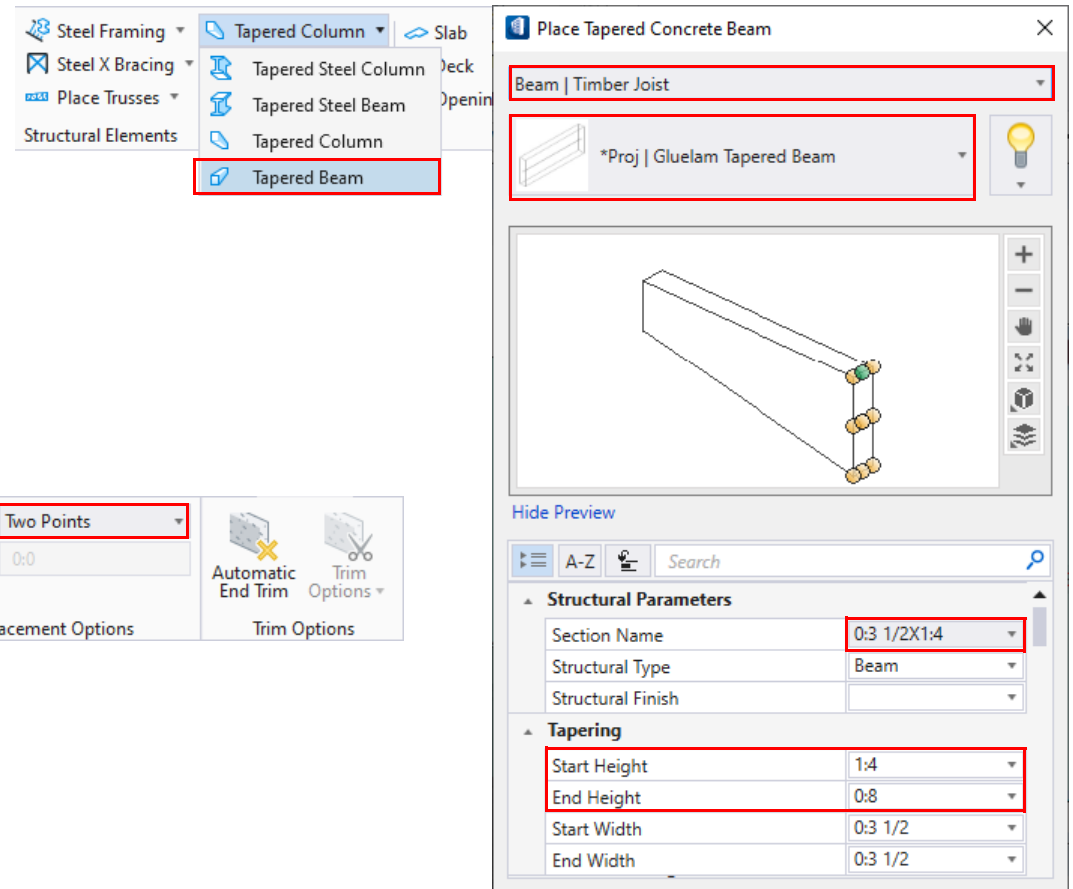 Steel Framing
Tapered Column
Slab
Steel X Bracing
Deck
Place Trusses
Openin
Structural Elements
Tapered Steel Column
Tapered Steel Beam
Tapered Column
Tapered Beam
Two Points
0:0
acement Options
Automatic
End Trim
Trim
Options
Trim Options
Place Tapered Concrete Beam
Beam | Timber Joist
*Proj | Gluelam Tapered Beam
Hide Preview
A-Z
Search
Structural Parameters
Section Name 0:3 1/2X1:4
Structural Type Beam
Structural Finish
Tapering
Start Height 1:4
End Height 0:8
Start Width 0:3 1/2
End Width 0:3 1/2